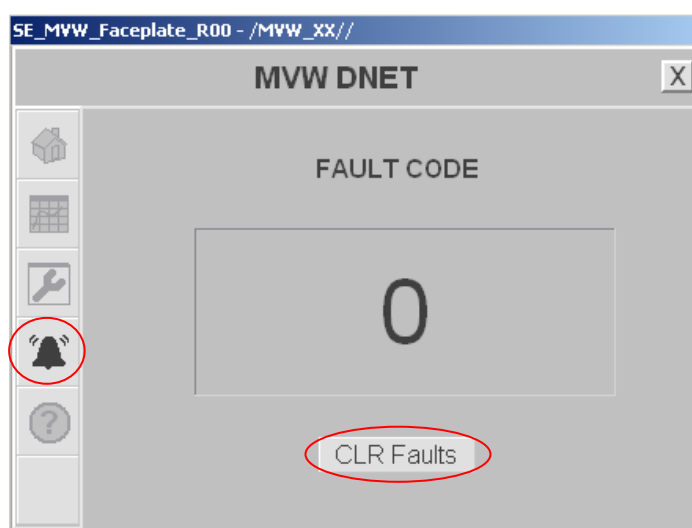 SE_MVW_Faceplate_R00 - /MVW_XX//
MVW DNET
X
FAULT CODE
0
?
CLR Faults